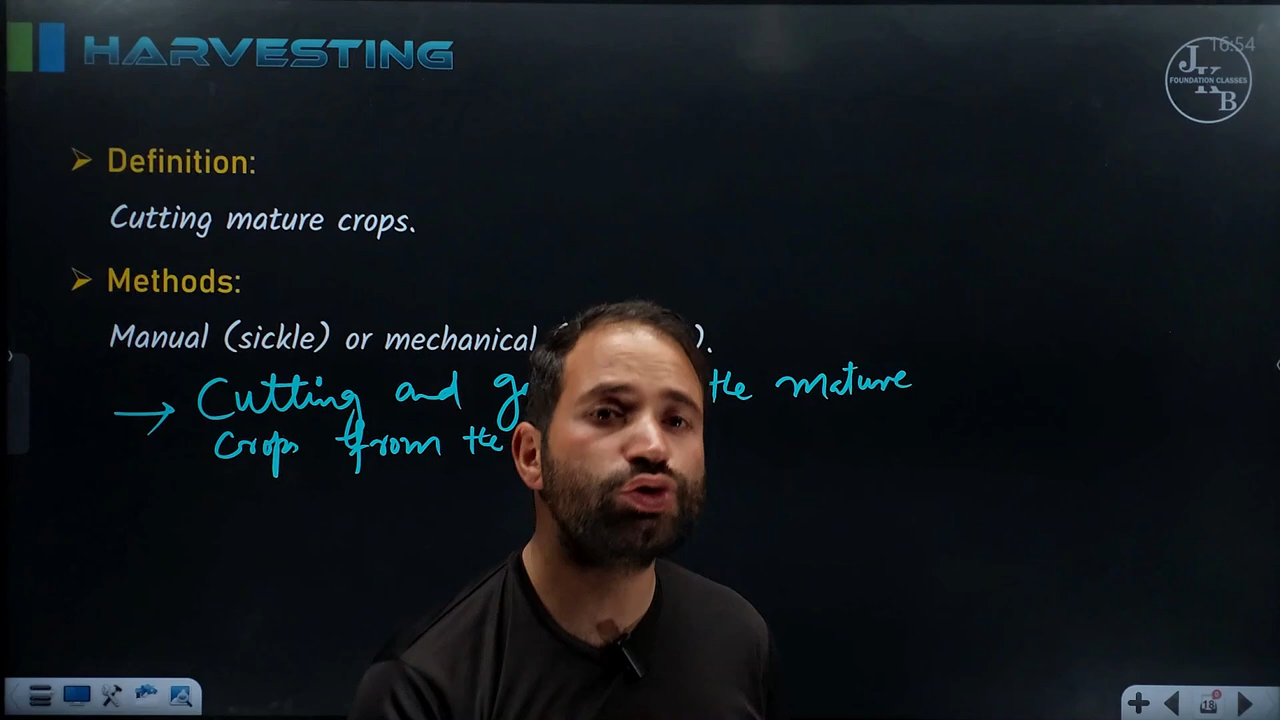 HARVESTING
16:54
J
FOUNDATION CLASSES
K
B
Definition:
Cutting mature crops.
Methods:
Manual (sickle) or mechanical ).
→ Cutting and the mature
crops from the
18